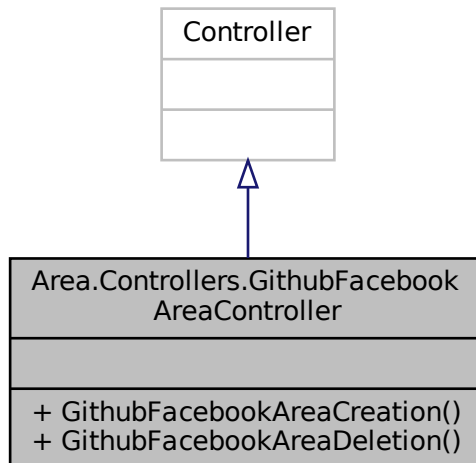 Controller
Area.Controllers.GithubFacebook
AreaController
+ GithubFacebookAreaCreation()
+ GithubFacebookAreaDeletion()